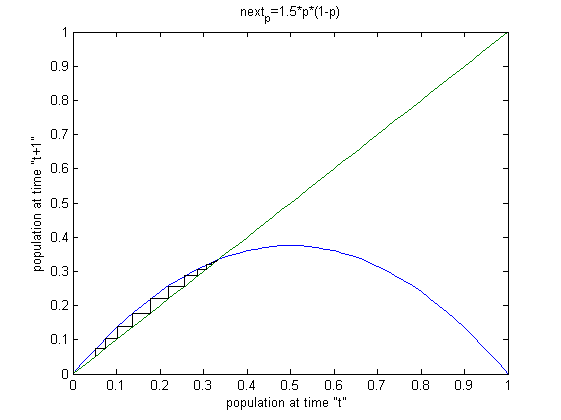 next_p=1.5*p*(1-p)
1
0.9
0.8
0.7
0.6
0.5
0.4
0.3
0.2
0.1
0
population at time "t+1"
0 0.1 0.2 0.3 0.4 0.5 0.6 0.7 0.8 0.9 1
population at time "t"